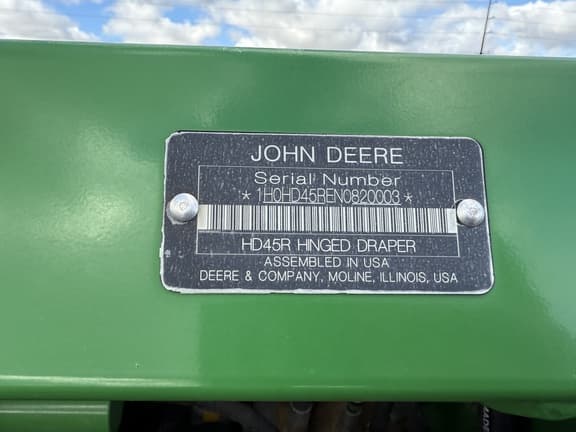 JOHN DEERE
Serial Number
*1H0HD45REN0820003*
HD45R HINGED DRAPER
ASSEMBLED IN USA
DEERE & COMPANY, MOLINE, ILLINOIS, USA